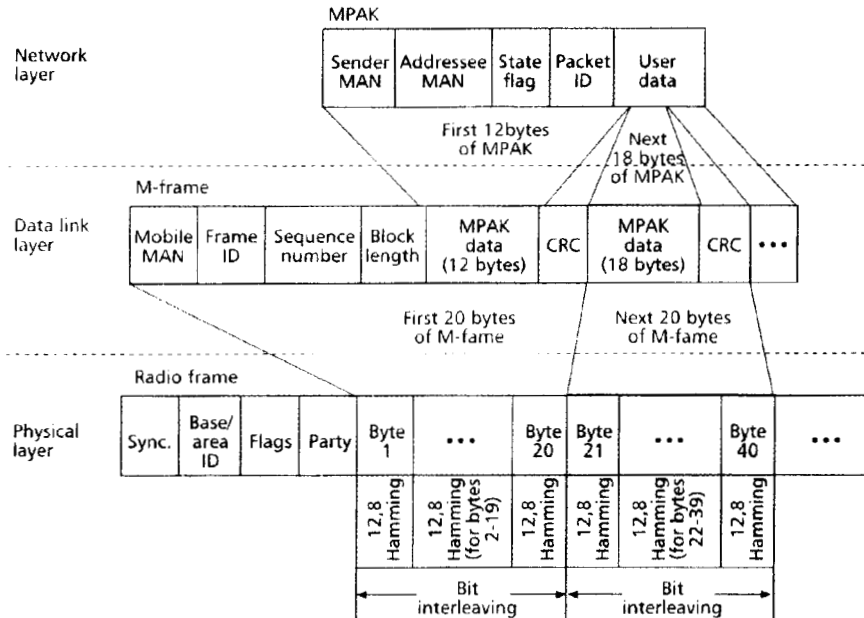 MPAK
Network
layer
Sender
MAN
Addressee
MAN
State
flag
Packet
ID
User
data
First 12bytes
of MPAK
Next
18 bytes
of MPAK
M-frame
Data link
layer
Mobile
MAN
Frame
ID
Sequence
number
Block
length
MPAK
data
(12 bytes)
CRC
MPAK
data
(18 bytes)
CRC
•••
First 20 bytes
of M-fame
Next 20 bytes
of M-fame
Radio frame
Physical
layer
Sync.
Base/
area
ID
Flags
Party
Byte
1
•••
Byte
20
Byte
21
•••
Byte
40
•••
12,8
Hamming
12,8
Hamming
(for bytes
2-19)
12,8
Hamming
12,8
Hamming
12,8
Hamming
(for bytes
22-39)
12,8
Hamming
Bit
interleaving
Bit
interleaving